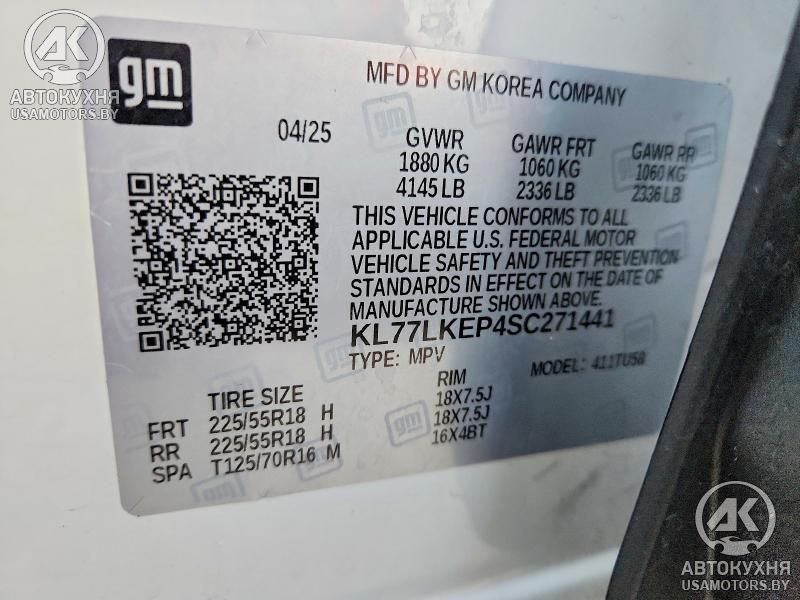 AK
АВТОКУХНЯ
USAMOTORS.BY
gm
MFD BY GM KOREA COMPANY
04/25 GVWR GAWR FRT GAWR RR
1880 KG 1060 KG 1060 KG
4145 LB 2336 LB 2336 LB
THIS VEHICLE CONFORMS TO ALL
APPLICABLE U.S. FEDERAL MOTOR
VEHICLE SAFETY AND THEFT PREVENTION
STANDARDS IN EFFECT ON THE DATE OF
MANUFACTURE SHOWN ABOVE.
KL77LKEP4SC271441
TYPE: MPV MODEL: 411TU58
TIRE SIZE RIM
FRT 225/55R18 H 18X7.5J
RR 225/55R18 H 18X7.5J
SPA T125/70R16 M 16X4BT
gm
AK
АВТОКУХНЯ
USAMOTORS.BY